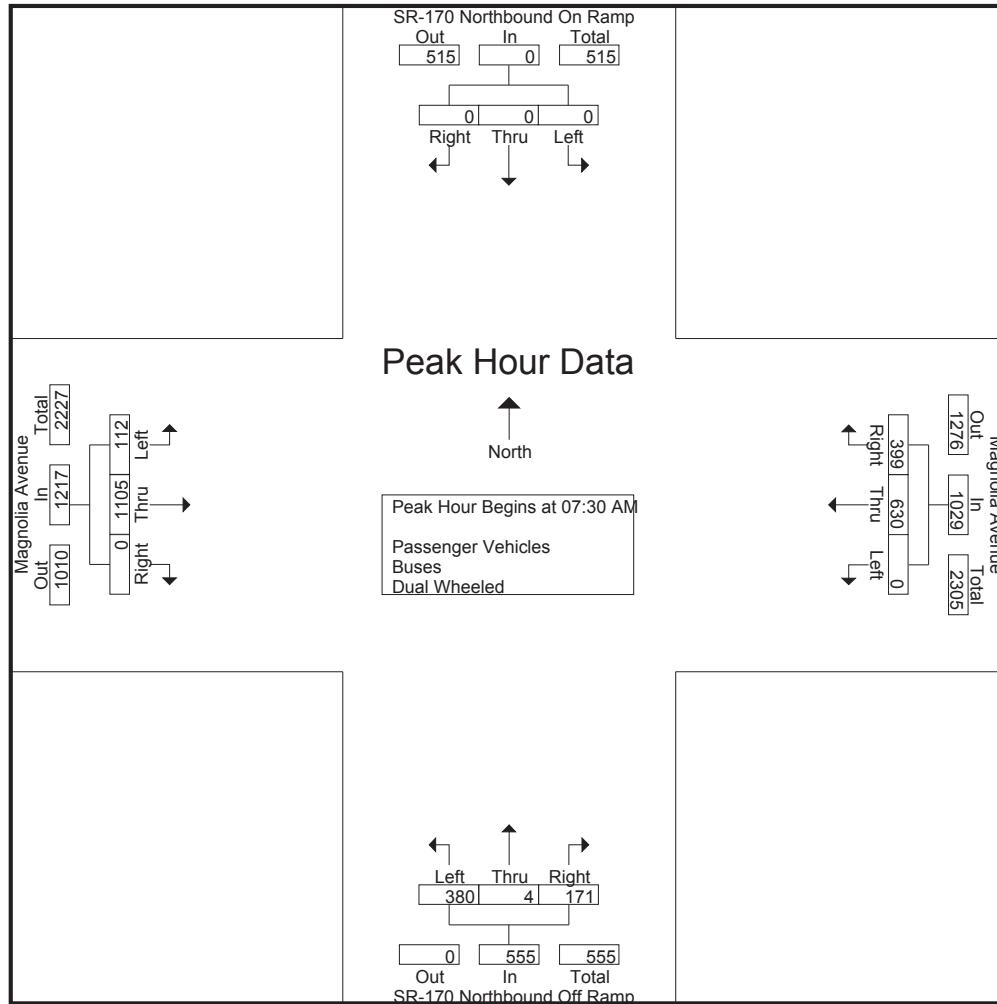 SR-170 Northbound On Ramp
Out In Total
515 0 515
0 0 0
Right Thru Left
Peak Hour Data
North
Peak Hour Begins at 07:30 AM
Passenger Vehicles
Buses
Dual Wheeled
Magnolia Avenue
Out In Total
1010 1217 2227
Right Thru Left
0 1105 112
Magnolia Avenue
Out In Total
1276 1029 2305
399 630 0
Right Thru Left
Left Thru Right
380 4 171
0 555 555
Out In Total
SR-170 Northbound Off Ramp